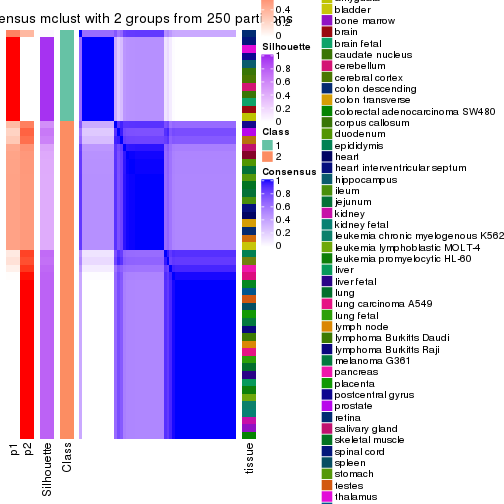 ensus mclust with 2 groups from 250 partitions
p1
p2
Silhouette
Class
tissue
0.4
0.2
0
Silhouette
1
0.8
0.6
0.4
0.2
0
Class
1
2
Consensus
1
0.8
0.6
0.4
0.2
0
bladder
bone marrow
brain
brain fetal
caudate nucleus
cerebellum
cerebral cortex
colon descending
colon transverse
colorectal adenocarcinoma SW480
corpus callosum
duodenum
epididymis
heart
heart interventricular septum
hippocampus
ileum
jejunum
kidney
kidney fetal
leukemia chronic myelogenous K562
leukemia lymphoblastic MOLT-4
leukemia promyelocytic HL-60
liver
liver fetal
lung
lung carcinoma A549
lung fetal
lymph node
lymphoma Burkitts Daudi
lymphoma Burkitts Raji
melanoma G361
pancreas
placenta
postcentral gyrus
prostate
retina
salivary gland
skeletal muscle
spinal cord
spleen
stomach
testes
thalamus